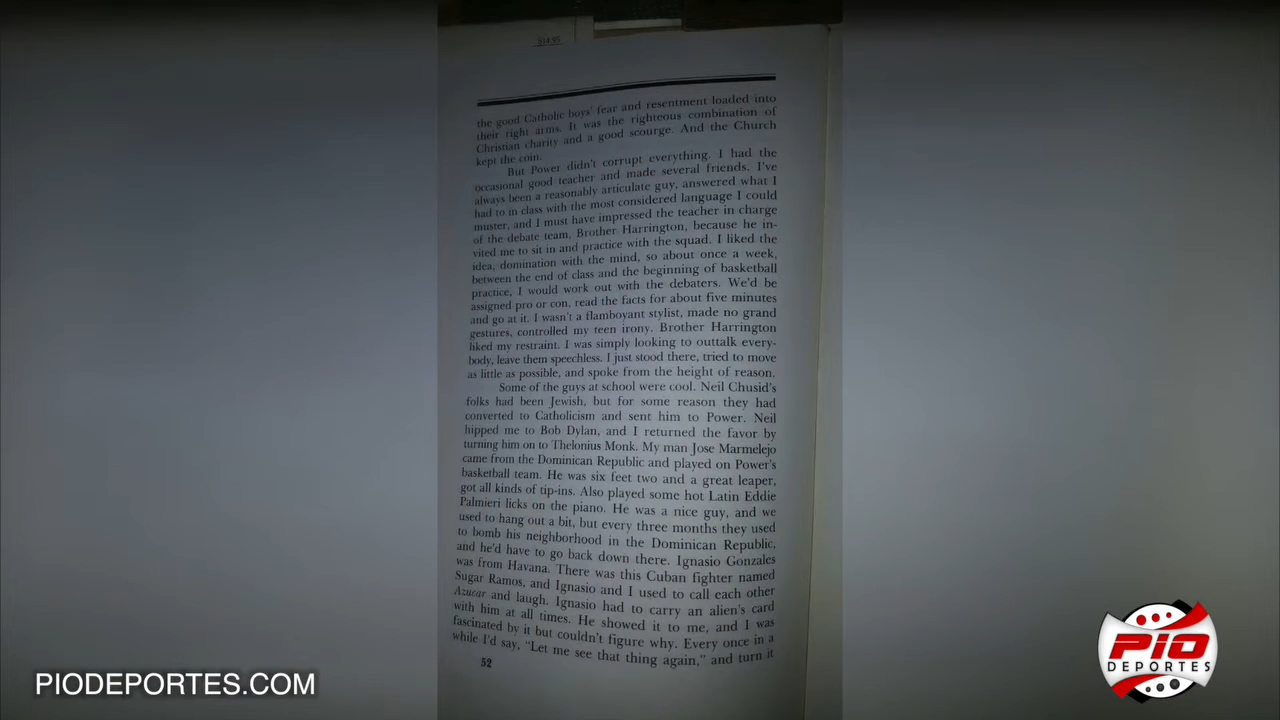 $14.95
the good Catholic boys' fear and resentment loaded into
their right arms. It was the righteous combination of
Christian charity and a good scourge. And the Church
kept the coin.
But Power didn't corrupt everything. I had the
occasional good teacher and made several friends. I've
always been a reasonably articulate guy, answered what I
had to in class with the most considered language I could
muster, and I must have impressed the teacher in charge
of the debate team, Brother Harrington, because he in-
vited me to sit in and practice with the squad. I liked the
idea, domination with the mind, so about once a week,
between the end of class and the beginning of basketball
practice, I would work out with the debaters. We'd be
assigned pro or con, read the facts for about five minutes
and go at it. I wasn't a flamboyant stylist, made no grand
gestures, controlled my teen irony. Brother Harrington
liked my restraint. I was simply looking to outtalk every-
body, leave them speechless. I just stood there, tried to move
as little as possible, and spoke from the height of reason.
Some of the guys at school were cool. Neil Chusid's
folks had been Jewish, but for some reason they had
converted to Catholicism and sent him to Power. Neil
hipped me to Bob Dylan, and I returned the favor by
turning him on to Thelonius Monk. My man Jose Marmelejo
came from the Dominican Republic and played on Power's
basketball team. He was six feet two and a great leaper,
got all kinds of tip-ins. Also played some hot Latin Eddie
Palmieri licks on the piano. He was a nice guy, and we
used to hang out a bit, but every three months they used
to bomb his neighborhood in the Dominican Republic,
and he'd have to go back down there. Ignasio Gonzales
was from Havana. There was this Cuban fighter named
Sugar Ramos, and Ignasio and I used to call each other
Azucar and laugh. Ignasio had to carry an alien's card
with him at all times. He showed it to me, and I was
fascinated by it but couldn't figure why. Every once in a
while I'd say, "Let me see that thing again," and turn it
52
PIODEPORTES.COM
PIO
DEPORTES